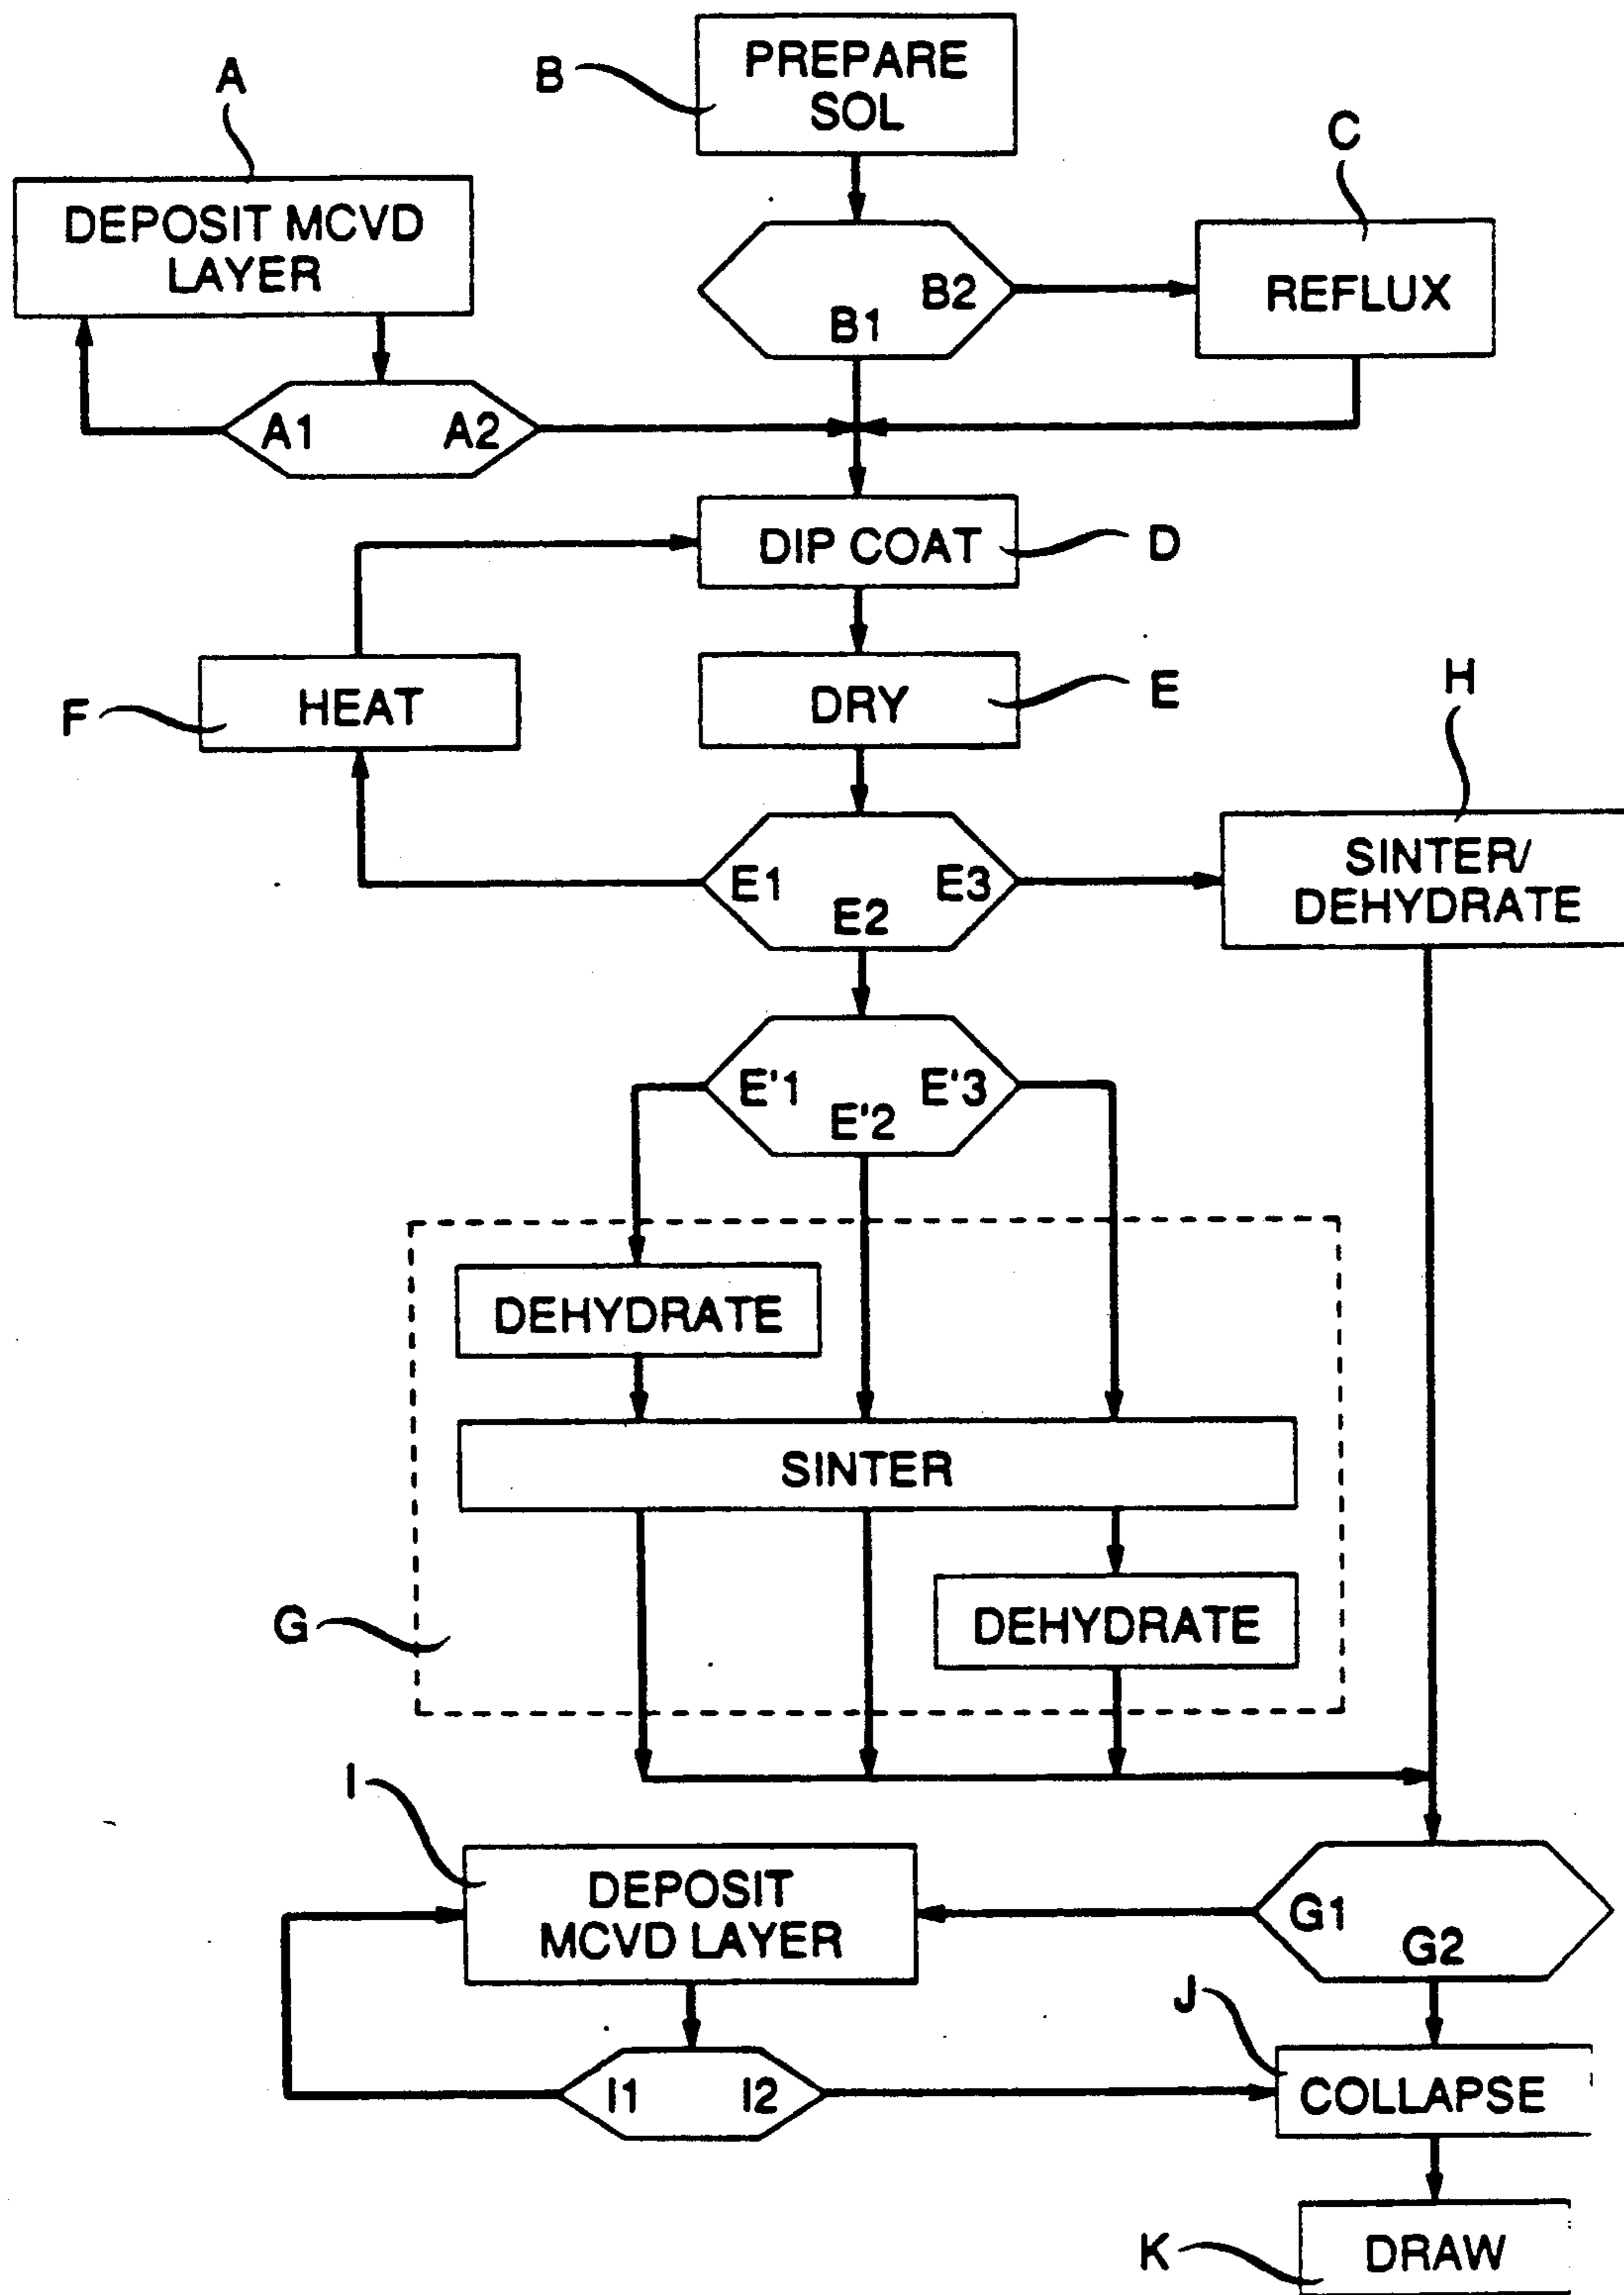 PREPARE
SOL
B
A
C
DEPOSIT MCVD
LAYER
REFLUX
B2
B1
A1
A2
DIP COAT
D
HEAT
F
DRY
E
H
SINTER/
DEHYDRATE
E1
E2
E3
E'1
E'2
E'3
DEHYDRATE
SINTER
DEHYDRATE
G
I
DEPOSIT
MCVD LAYER
G1
G2
J
I1
I2
COLLAPSE
K
DRAW